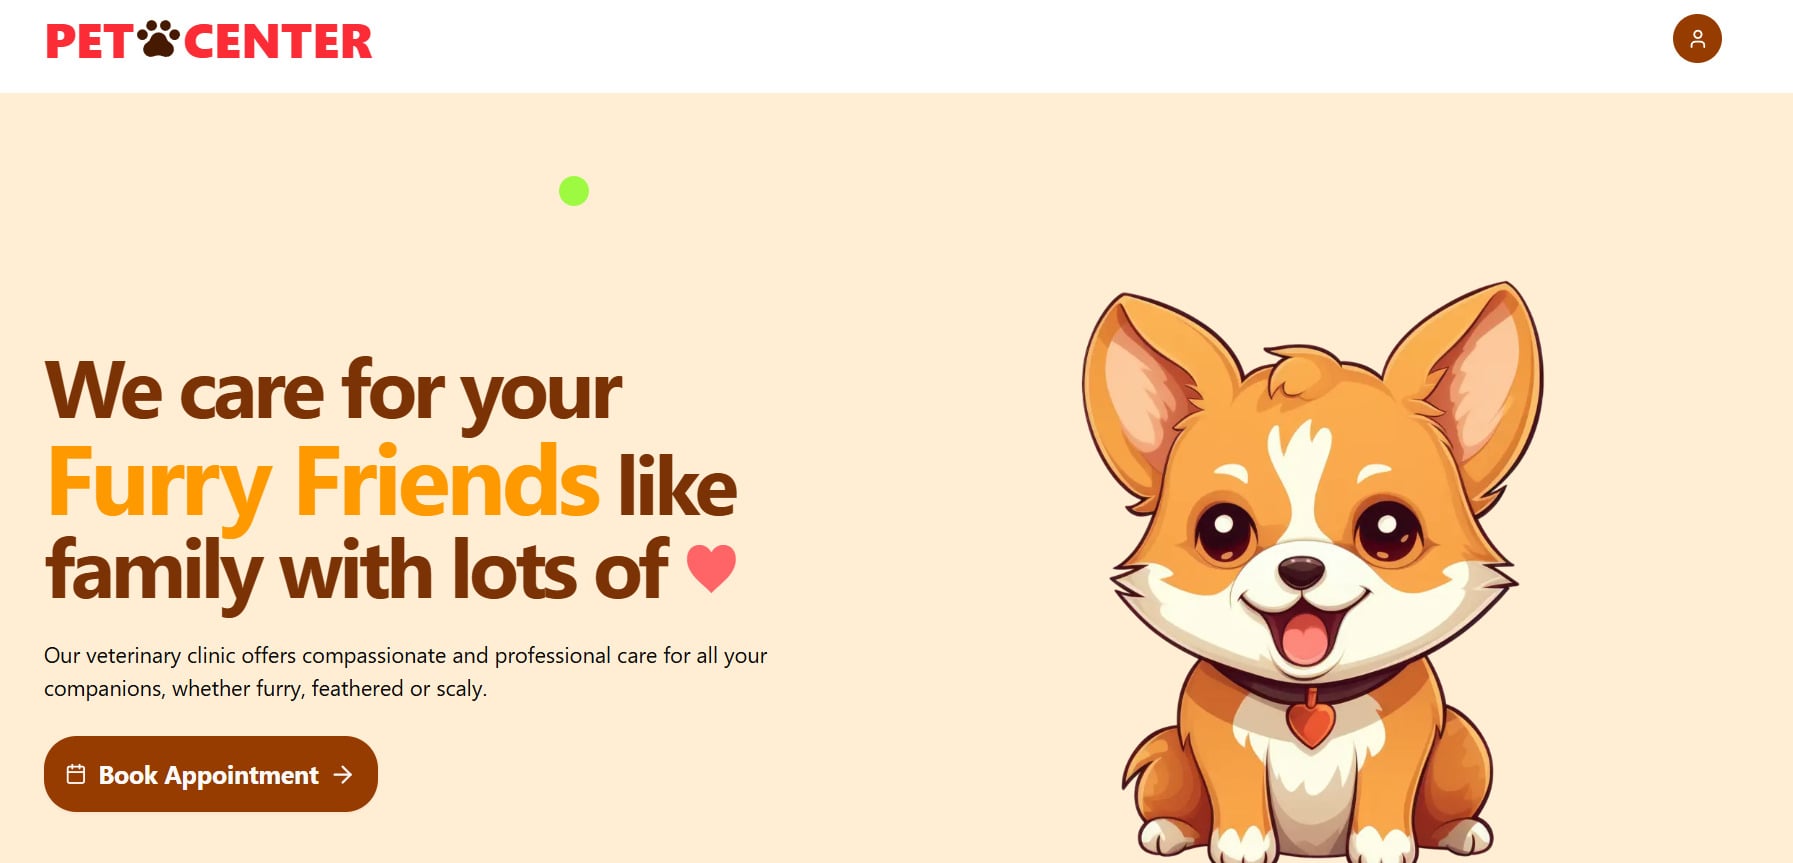 PET CENTER
We care for your
Furry Friends like
family with lots of
Our veterinary clinic offers compassionate and professional care for all your
companions, whether furry, feathered or scaly.
Book Appointment